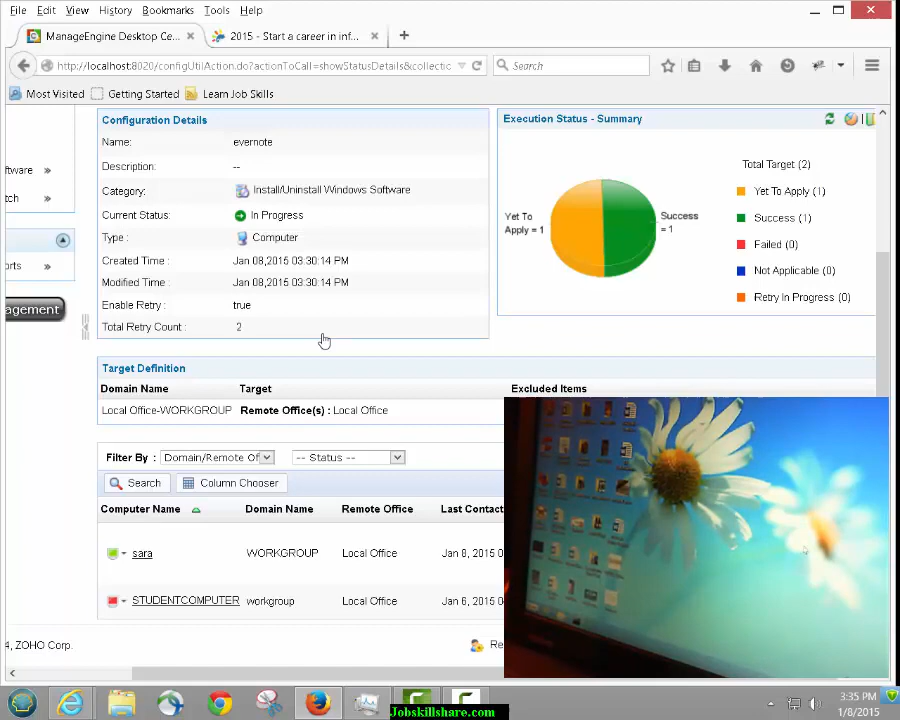 File Edit View History Bookmarks Tools Help
ManageEngine Desktop Ce... × 2015 - Start a career in inf... × +
http://localhost:8020/configUtilAction.do?actionToCall=showStatusDetails&collectio Search
Most Visited Getting Started Learn Job Skills
ftware »
tch »
orts »
agement
Configuration Details
Name: evernote
Description: --
Category: Install/Uninstall Windows Software
Current Status: In Progress
Type : Computer
Created Time : Jan 08,2015 03:30:14 PM
Modified Time : Jan 08,2015 03:30:14 PM
Enable Retry : true
Total Retry Count : 2
Execution Status - Summary
Yet To Apply = 1
Success = 1
Total Target (2)
Yet To Apply (1)
Success (1)
Failed (0)
Not Applicable (0)
Retry In Progress (0)
Target Definition
Domain Name Target Excluded Items
Local Office-WORKGROUP Remote Office(s) : Local Office
Filter By : Domain/Remote Of -- Status --
Search Column Chooser
Computer Name Domain Name Remote Office Last Contac
sara WORKGROUP Local Office Jan 8, 2015 0
STUDENTCOMPUTER workgroup Local Office Jan 6, 2015 0
4, ZOHO Corp. Re
Jobskillshare.com
3:35 PM
1/8/2015